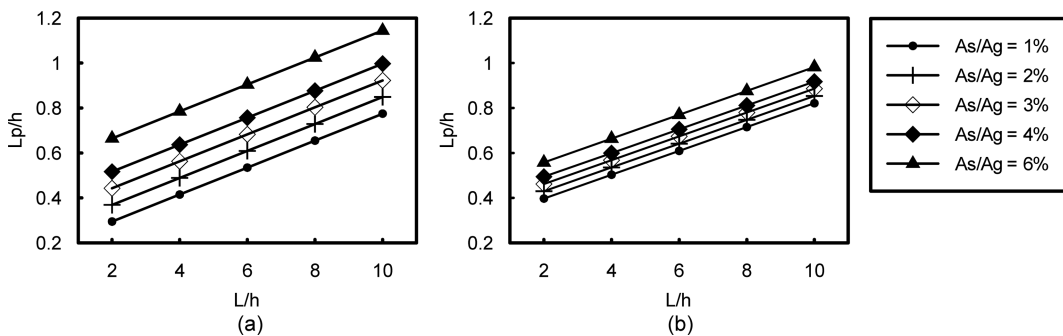 1.2
1
0.8
0.6
0.4
0.2
Lp/h
2 4 6 8 10
L/h
(a)
1.2
1
0.8
0.6
0.4
0.2
Lp/h
2 4 6 8 10
L/h
(b)
As/Ag = 1%
As/Ag = 2%
As/Ag = 3%
As/Ag = 4%
As/Ag = 6%